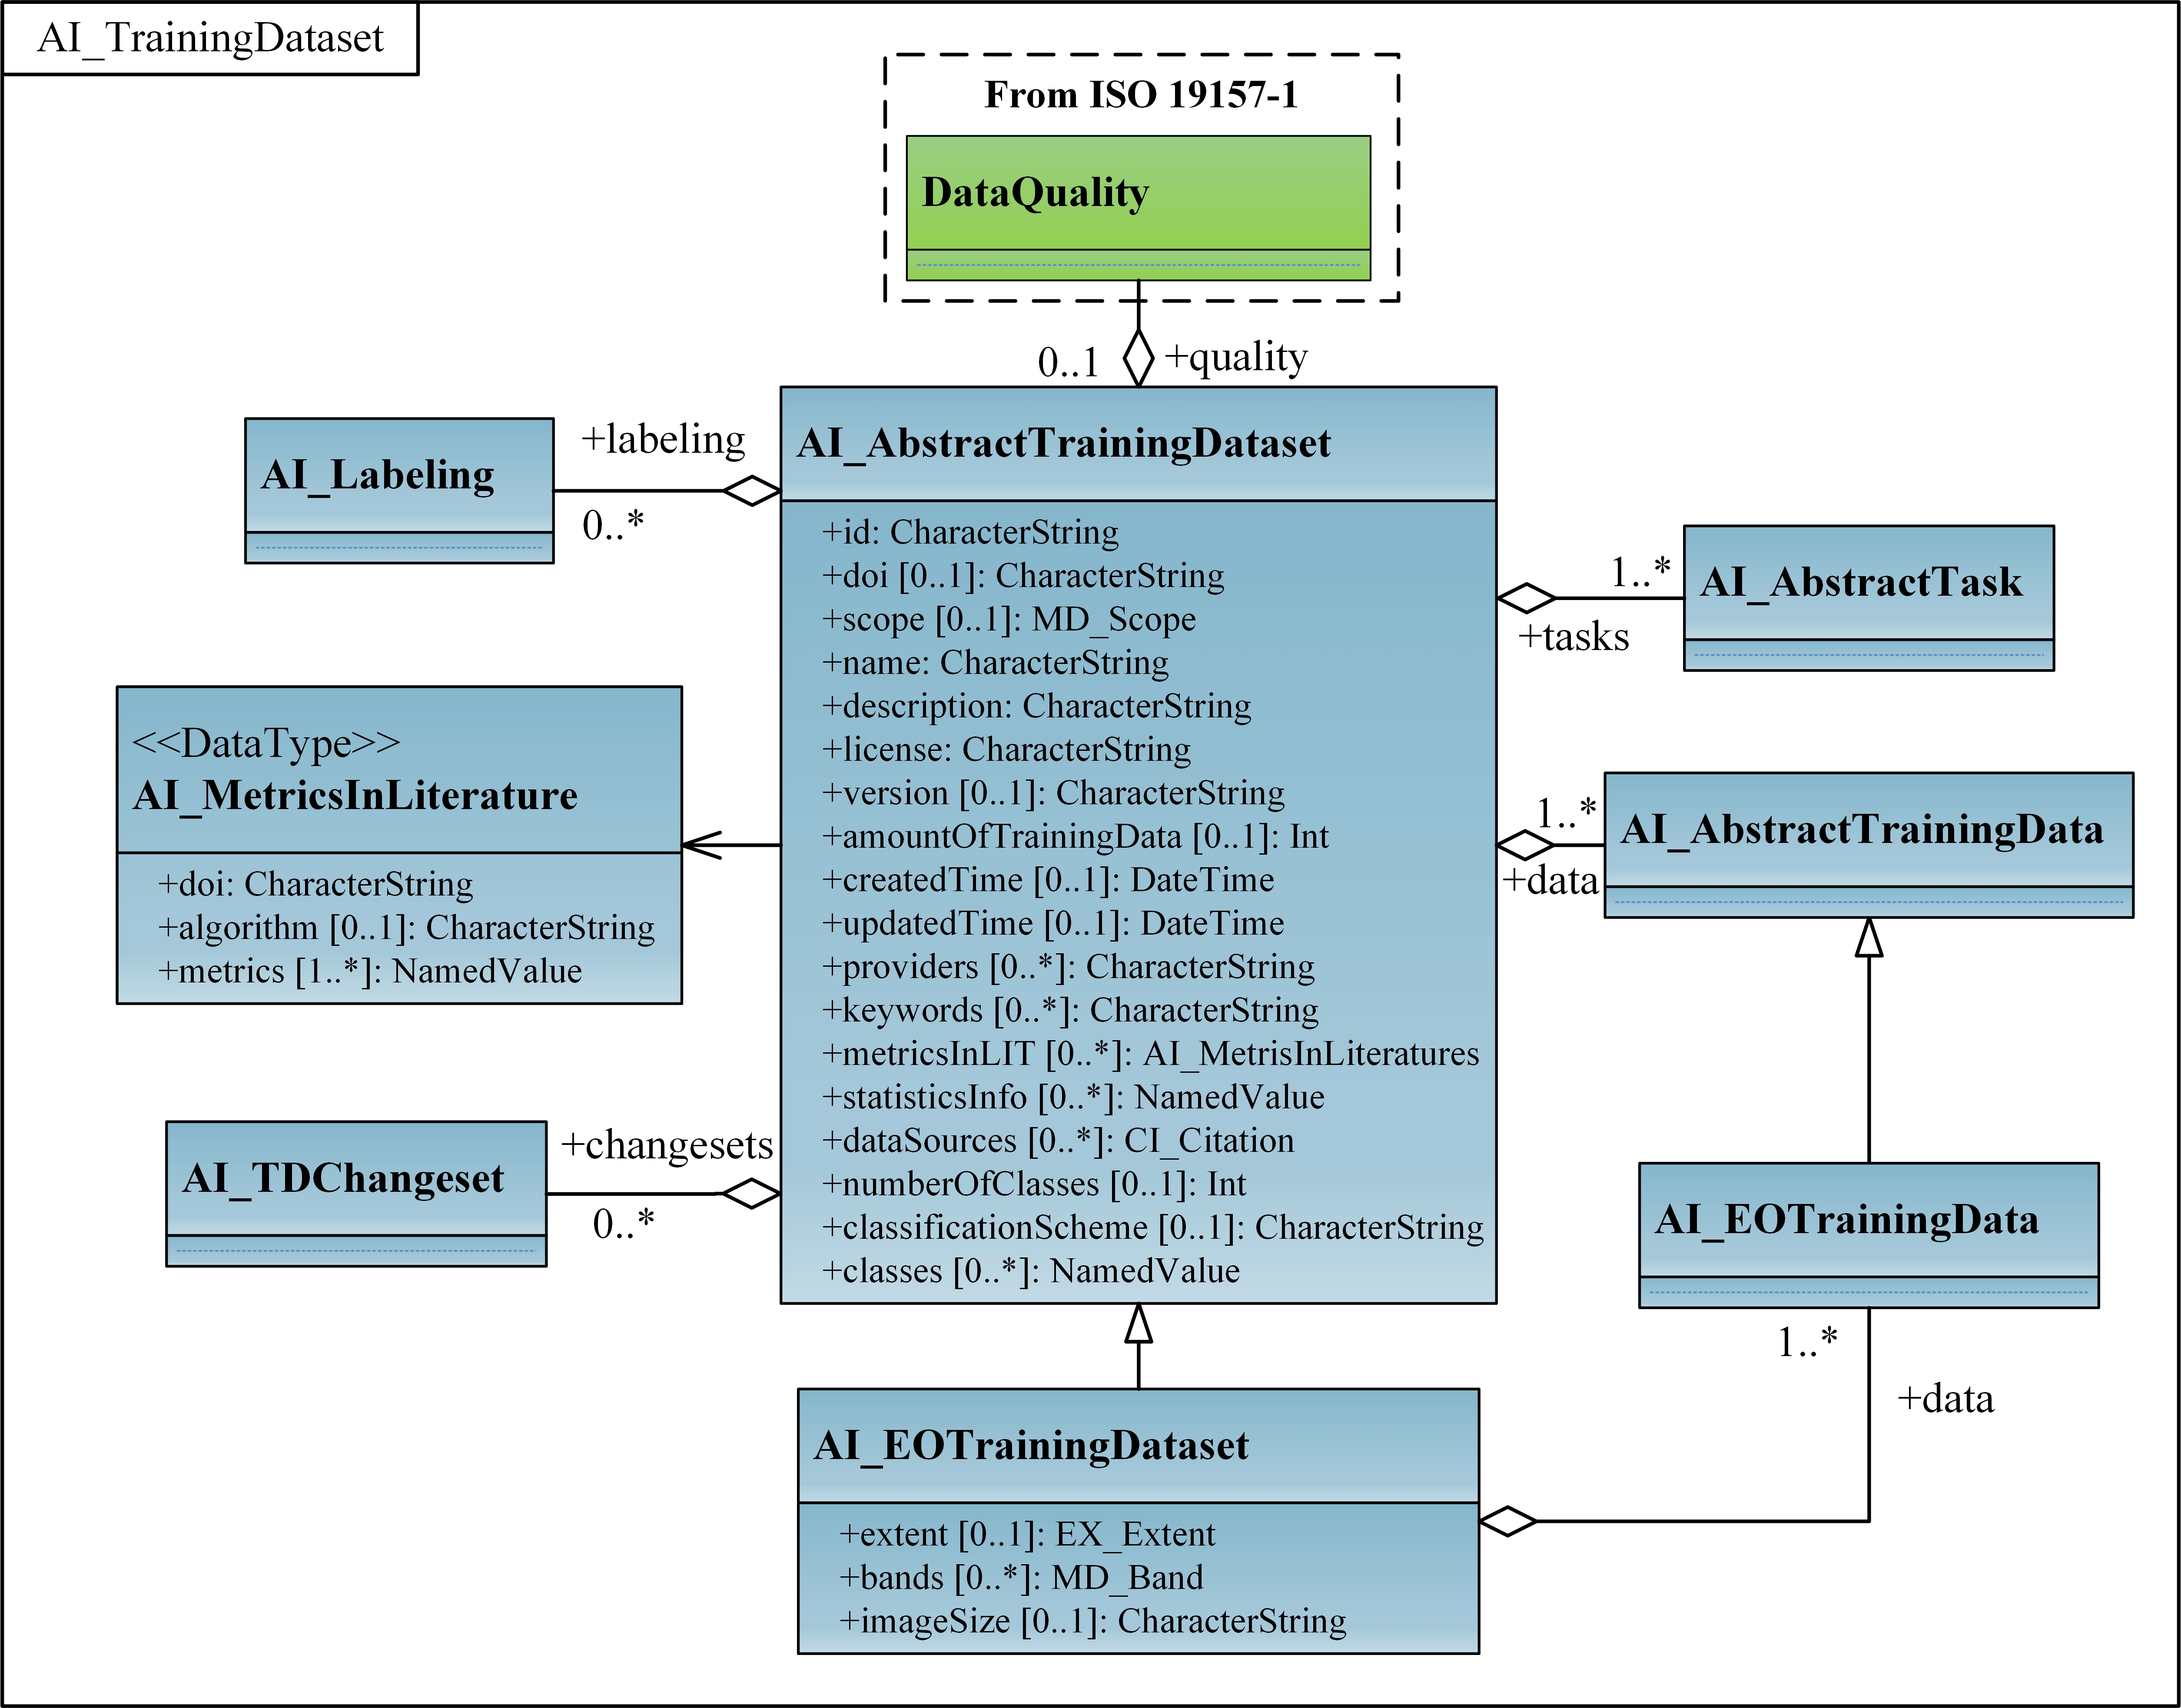 AI_TrainingDataset
From ISO 19157-1
DataQuality
0..1
+quality
AI_Labeling
+labeling
0..*
AI_AbstractTrainingDataset
+id: CharacterString
+doi [0..1]: CharacterString
+scope [0..1]: MD_Scope
+name: CharacterString
+description: CharacterString
+license: CharacterString
+version [0..1]: CharacterString
+amountOfTrainingData [0..1]: Int
+createdTime [0..1]: DateTime
+updatedTime [0..1]: DateTime
+providers [0..*]: CharacterString
+keywords [0..*]: CharacterString
+metricsInLIT [0..*]: AI_MetrisInLiteratures
+statisticsInfo [0..*]: NamedValue
+dataSources [0..*]: CI_Citation
+numberOfClasses [0..1]: Int
+classificationScheme [0..1]: CharacterString
+classes [0..*]: NamedValue
1..*
+tasks
AI_AbstractTask
<<DataType>>
AI_MetricsInLiterature
+doi: CharacterString
+algorithm [0..1]: CharacterString
+metrics [1..*]: NamedValue
1..*
+data
AI_AbstractTrainingData
AI_TDChangeset
+changesets
0..*
AI_EOTrainingData
1..*
+data
AI_EOTrainingDataset
+extent [0..1]: EX_Extent
+bands [0..*]: MD_Band
+imageSize [0..1]: CharacterString